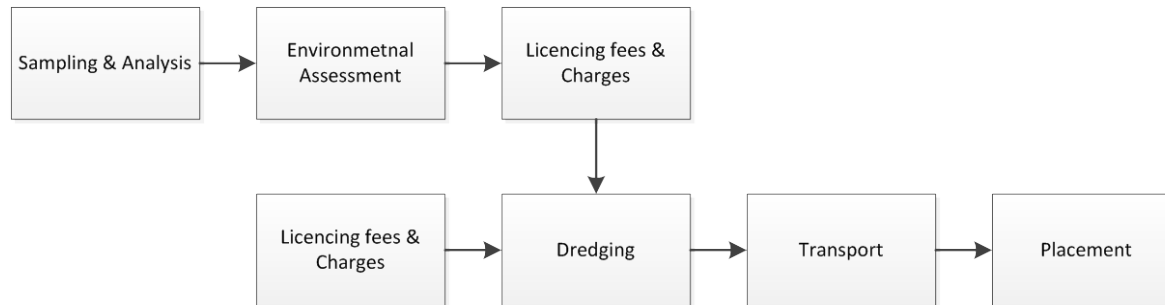 Sampling & Analysis
Environmetnal
Assessment
Licencing fees &
Charges
Licencing fees &
Charges
Dredging
Transport
Placement